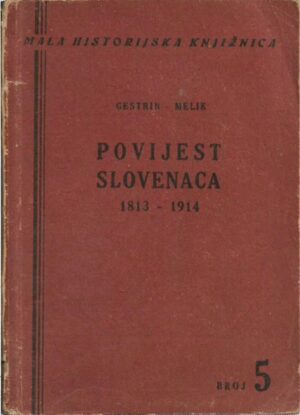 MALA HISTORIJSKA KNJIŽNICA
GESTRIN - MELIK
POVIJEST
SLOVENACA
1813 - 1914
BROJ 5